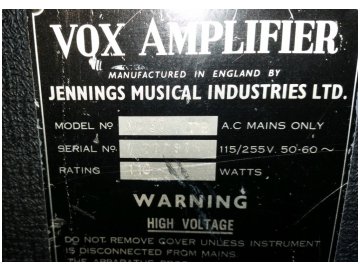 VOX AMPLIFIER
MANUFACTURED IN ENGLAND BY
JENNINGS MUSICAL INDUSTRIES LTD.
MODEL Nº A.C MAINS ONLY
SERIAL Nº. 115/255V. 50-60 ~
RATING WATTS
WARNING
HIGH VOLTAGE
DO NOT REMOVE COVER UNLESS INSTRUMENT
IS DISCONNECTED FROM MAINS